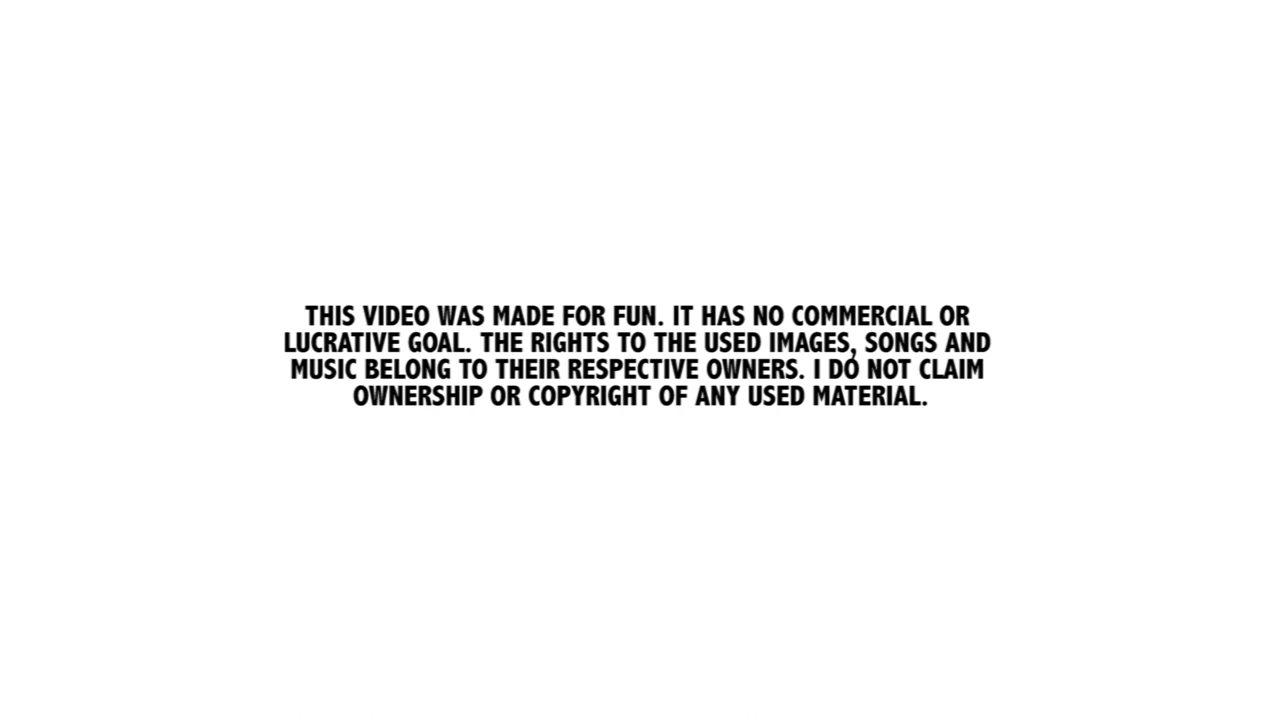 THIS VIDEO WAS MADE FOR FUN. IT HAS NO COMMERCIAL OR
LUCRATIVE GOAL. THE RIGHTS TO THE USED IMAGES, SONGS AND
MUSIC BELONG TO THEIR RESPECTIVE OWNERS. I DO NOT CLAIM
OWNERSHIP OR COPYRIGHT OF ANY USED MATERIAL.